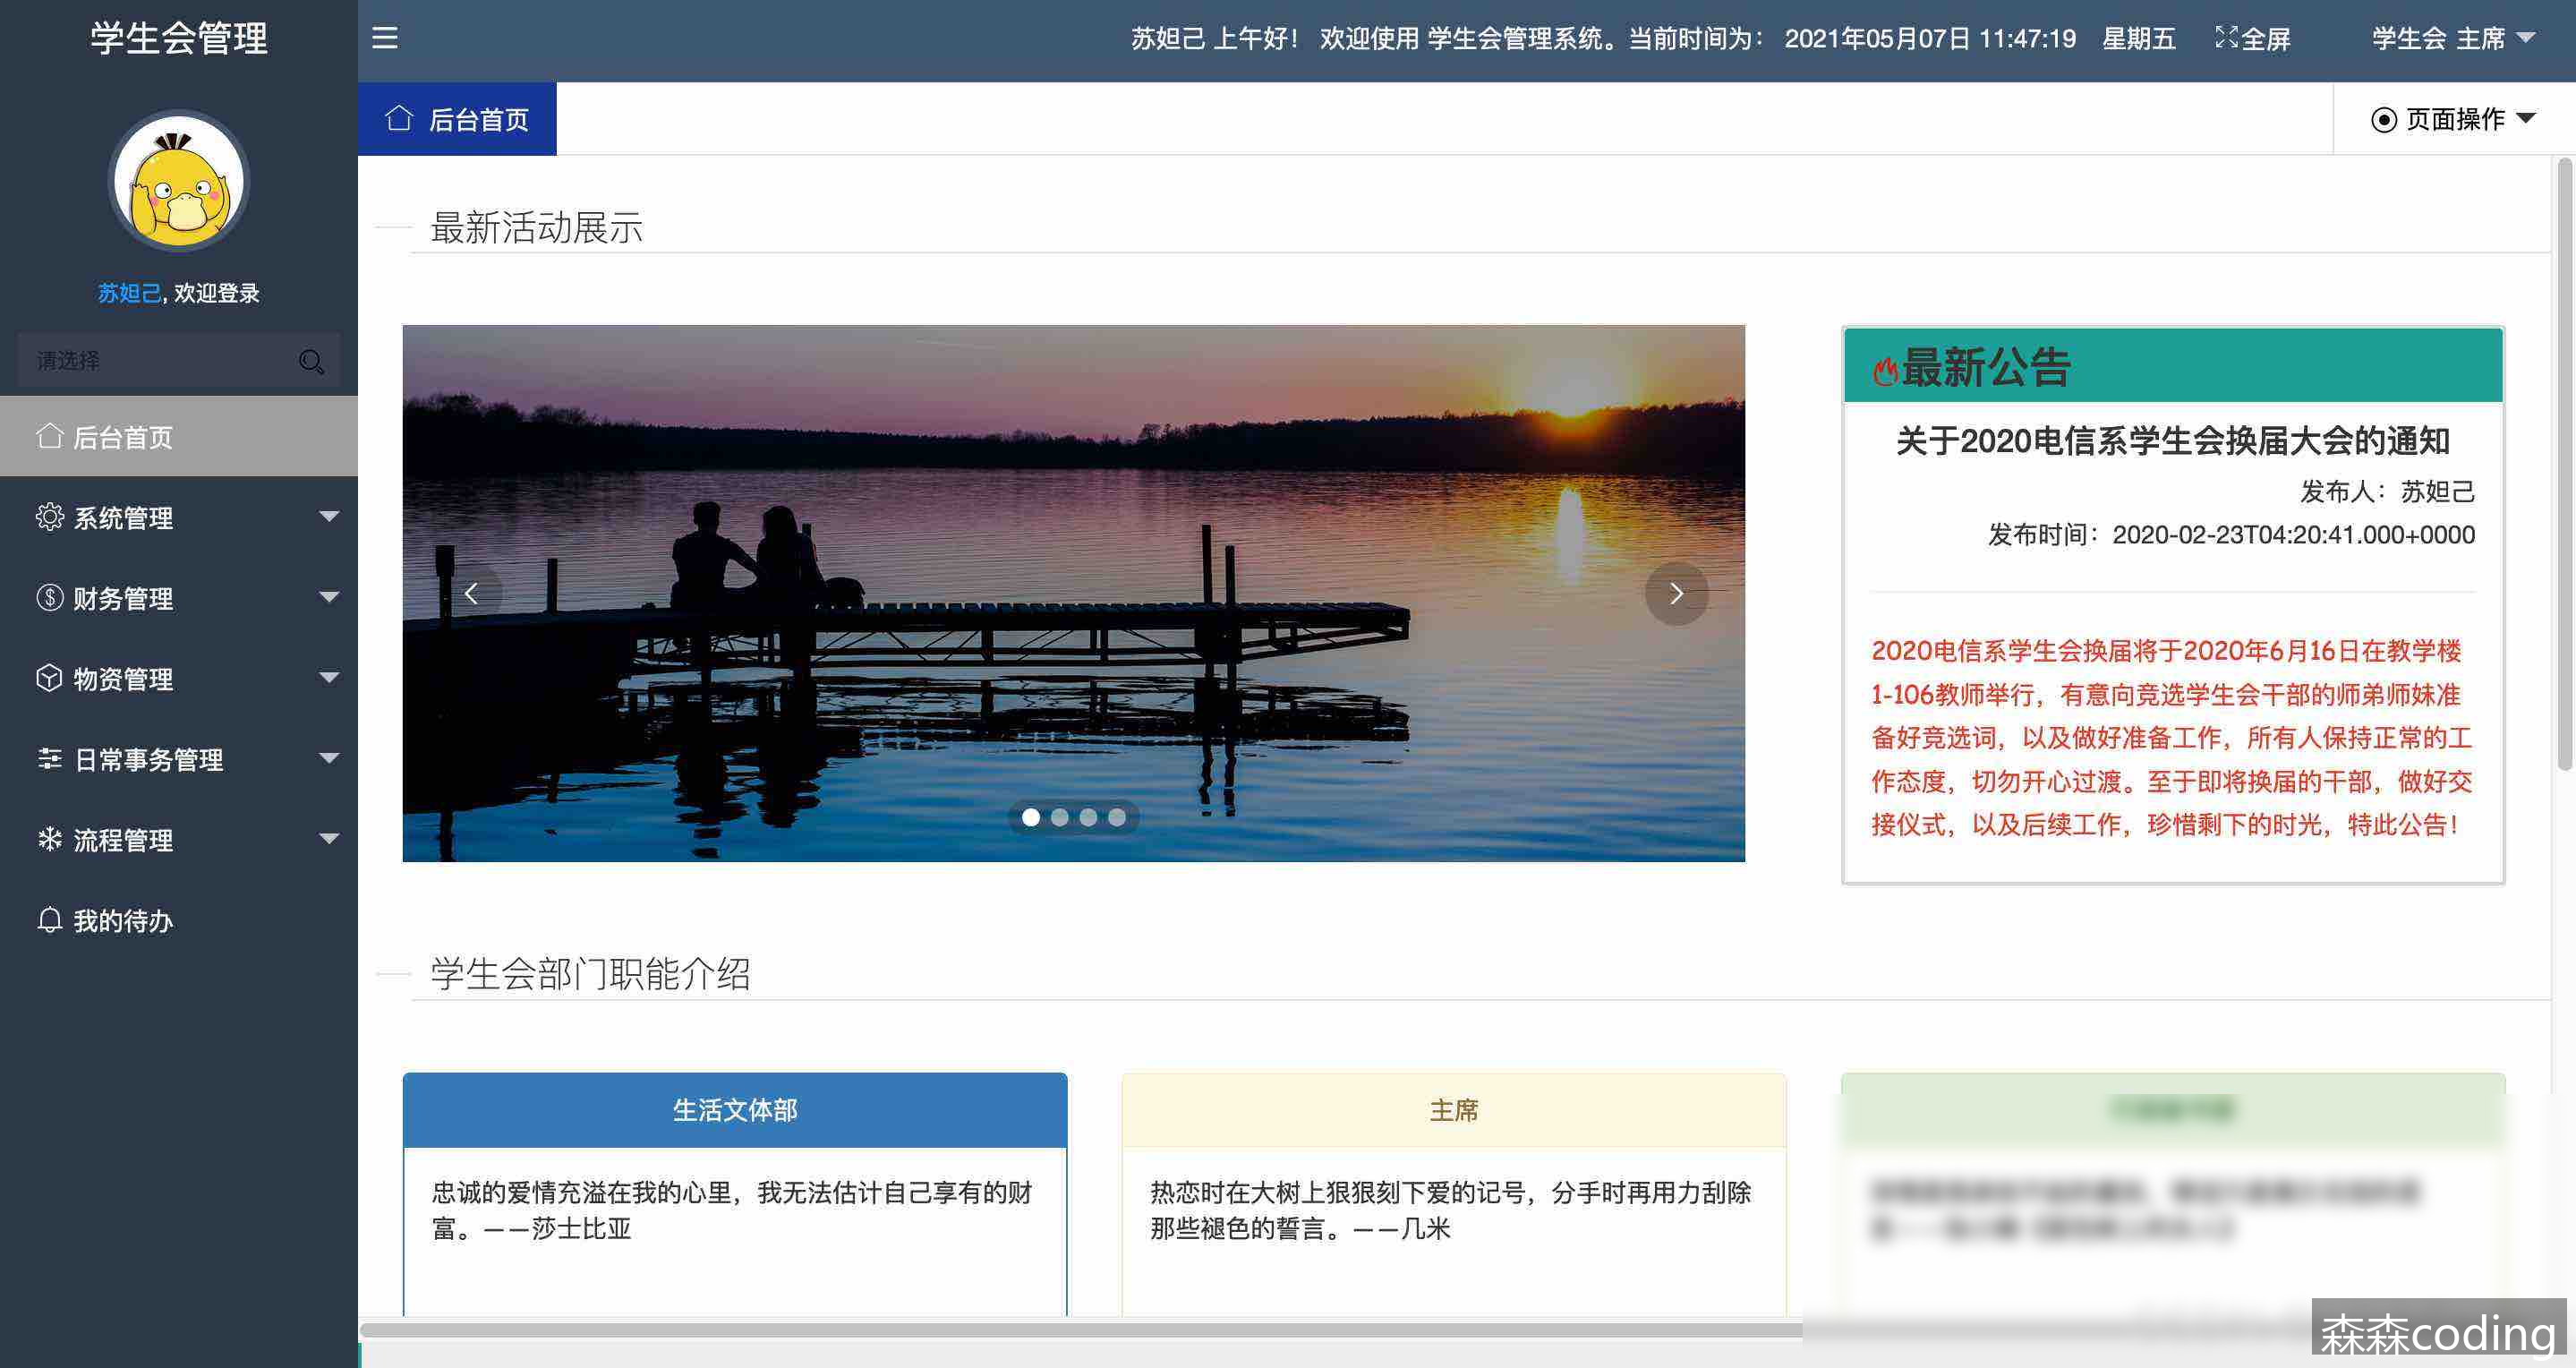 学生会管理
苏妲己 上午好！ 欢迎使用 学生会管理系统。当前时间为： 2021年05月07日 11:47:19 星期五
全屏
学生会 主席
后台首页
页面操作
苏妲己, 欢迎登录
请选择
后台首页
系统管理
财务管理
物资管理
日常事务管理
流程管理
我的待办
最新活动展示
最新公告
关于2020电信系学生会换届大会的通知
发布人：苏妲己
发布时间：2020-02-23T04:20:41.000+0000
2020电信系学生会换届将于2020年6月16日在教学楼
1-106教师举行，有意向竞选学生会干部的师弟师妹准
备好竞选词，以及做好准备工作，所有人保持正常的工
作态度，切勿开心过渡。至于即将换届的干部，做好交
接仪式，以及后续工作，珍惜剩下的时光，特此公告！
学生会部门职能介绍
生活文体部
忠诚的爱情充溢在我的心里，我无法估计自己享有的财
富。——莎士比亚
主席
热恋时在大树上狠狠刻下爱的记号，分手时再用力刮除
那些褪色的誓言。——几米
森森coding